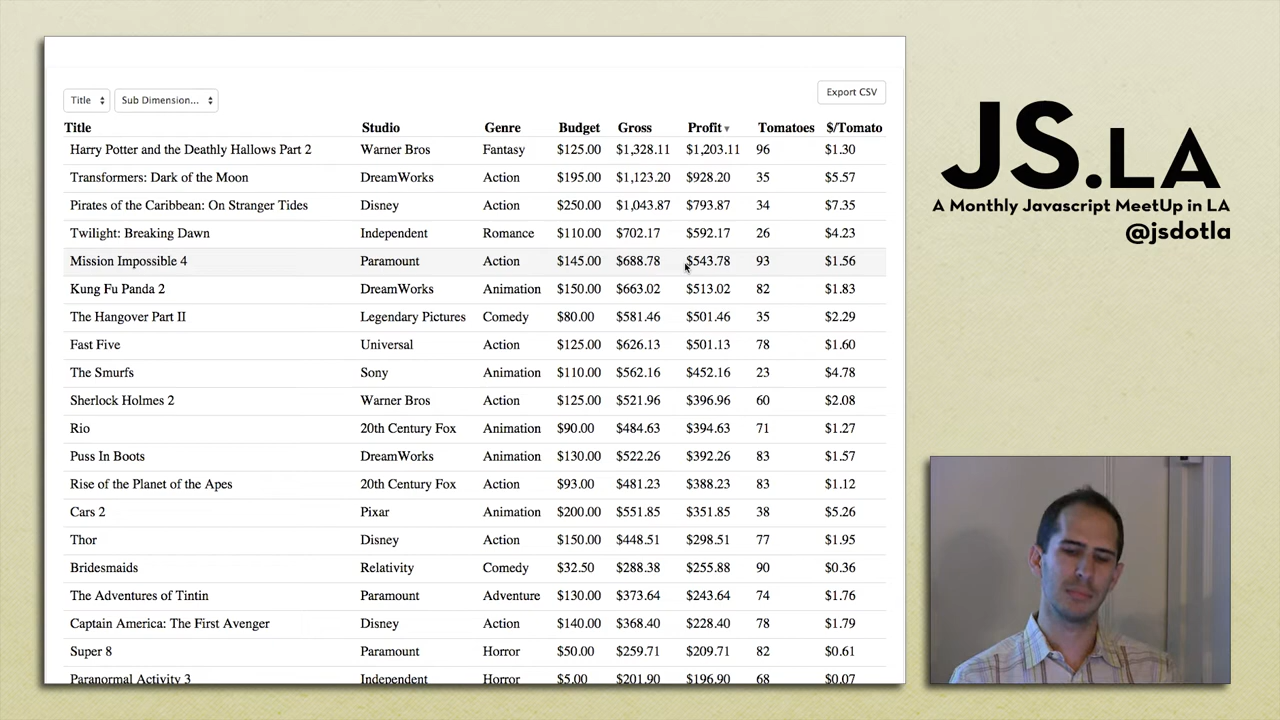 Title Sub Dimension... Export CSV
Title Studio Genre Budget Gross Profit Tomatoes $/Tomato
Harry Potter and the Deathly Hallows Part 2 Warner Bros Fantasy $125.00 $1,328.11 $1,203.11 96 $1.30
Transformers: Dark of the Moon DreamWorks Action $195.00 $1,123.20 $928.20 35 $5.57
Pirates of the Caribbean: On Stranger Tides Disney Action $250.00 $1,043.87 $793.87 34 $7.35
Twilight: Breaking Dawn Independent Romance $110.00 $702.17 $592.17 26 $4.23
Mission Impossible 4 Paramount Action $145.00 $688.78 $543.78 93 $1.56
Kung Fu Panda 2 DreamWorks Animation $150.00 $663.02 $513.02 82 $1.83
The Hangover Part II Legendary Pictures Comedy $80.00 $581.46 $501.46 35 $2.29
Fast Five Universal Action $125.00 $626.13 $501.13 78 $1.60
The Smurfs Sony Animation $110.00 $562.16 $452.16 23 $4.78
Sherlock Holmes 2 Warner Bros Action $125.00 $521.96 $396.96 60 $2.08
Rio 20th Century Fox Animation $90.00 $484.63 $394.63 71 $1.27
Puss In Boots DreamWorks Animation $130.00 $522.26 $392.26 83 $1.57
Rise of the Planet of the Apes 20th Century Fox Action $93.00 $481.23 $388.23 83 $1.12
Cars 2 Pixar Animation $200.00 $551.85 $351.85 38 $5.26
Thor Disney Action $150.00 $448.51 $298.51 77 $1.95
Bridesmaids Relativity Comedy $32.50 $288.38 $255.88 90 $0.36
The Adventures of Tintin Paramount Adventure $130.00 $373.64 $243.64 74 $1.76
Captain America: The First Avenger Disney Action $140.00 $368.40 $228.40 78 $1.79
Super 8 Paramount Horror $50.00 $259.71 $209.71 82 $0.61
Paranormal Activity 3 Independent Horror $5.00 $201.90 $196.90 68 $0.07
JS.LA
A Monthly Javascript MeetUp in LA
@jsdotla